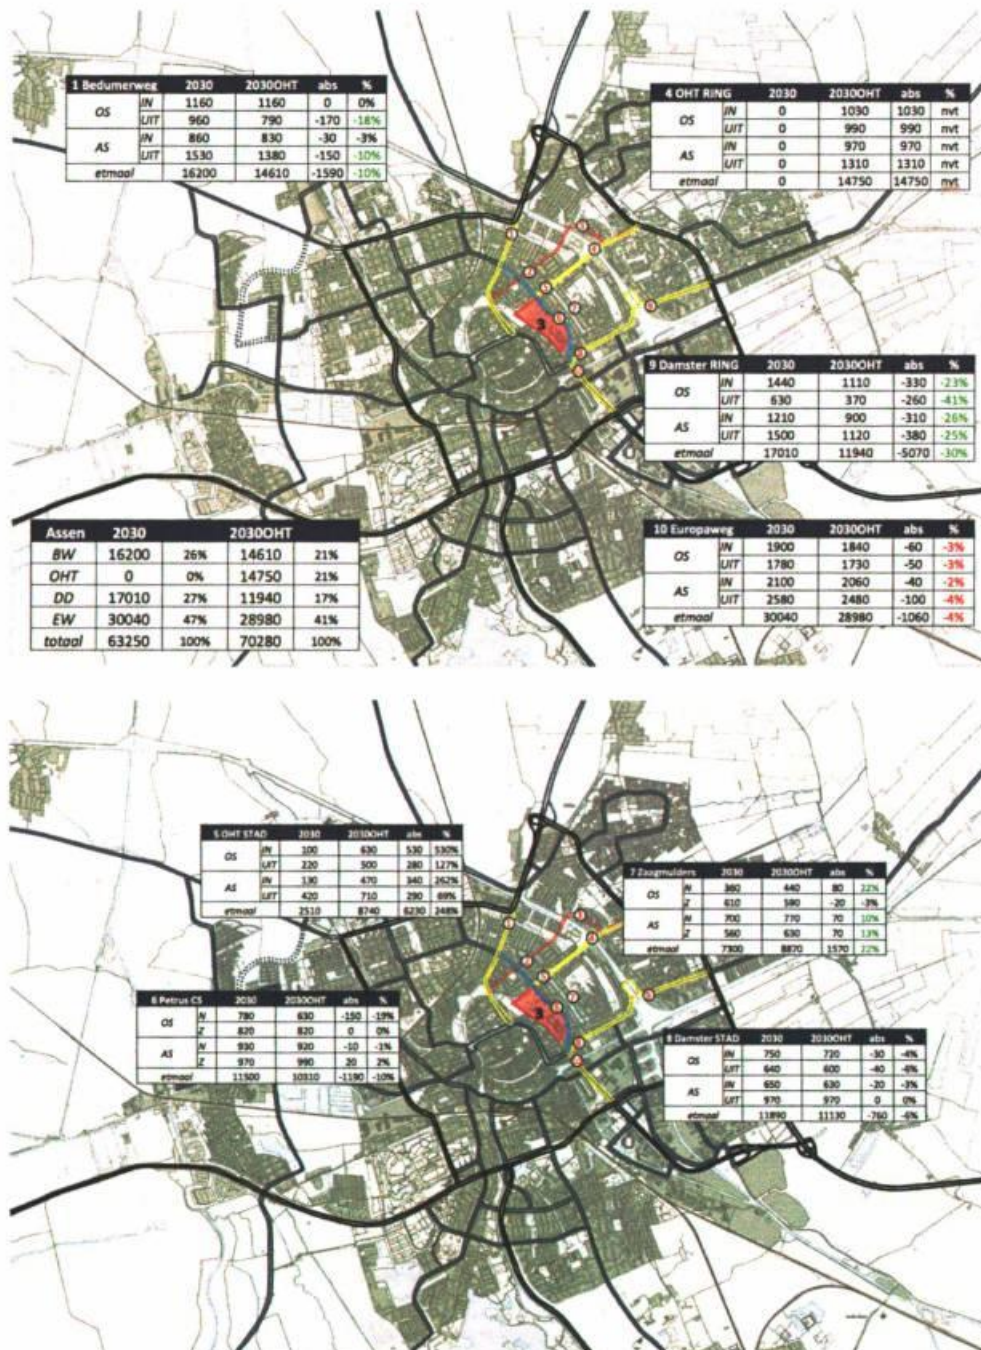 1 Bedumerweg 2030 2030OHT abs %
OS IN 1160 1160 0 0%
UIT 960 790 -170 -18%
AS IN 860 830 -30 -3%
UIT 1530 1380 -150 -10%
etmaal 16200 14610 -1590 -10%
4 OHT RING 2030 2030OHT abs %
OS IN 0 1030 1030 nvt
UIT 0 990 990 nvt
AS IN 0 970 970 nvt
UIT 0 1310 1310 nvt
etmaal 0 14750 14750 nvt
3
9 Damster RING 2030 2030OHT abs %
OS IN 1440 1110 -330 -23%
UIT 630 370 -260 -41%
AS IN 1210 900 -310 -26%
UIT 1500 1120 -380 -25%
etmaal 17010 11940 -5070 -30%
Assen 2030 2030OHT
BW 16200 26% 14610 21%
OHT 0 0% 14750 21%
DD 17010 27% 11940 17%
EW 30040 47% 28980 41%
totaal 63250 100% 70280 100%
10 Europaweg 2030 2030OHT abs %
OS IN 1900 1840 -60 -3%
UIT 1780 1730 -50 -3%
AS IN 2100 2060 -40 -2%
UIT 2580 2480 -100 -4%
etmaal 30040 28980 -1060 -4%
5 OHT STAD 2030 2030OHT abs %
OS IN 100 630 530 530%
UIT 220 500 280 127%
AS IN 130 470 340 262%
UIT 420 710 290 69%
etmaal 2510 8740 6230 248%
7 Zaagmulders 2030 2030OHT abs %
OS N 360 440 80 22%
Z 610 590 -20 -3%
AS N 700 770 70 10%
Z 560 630 70 13%
etmaal 7300 8870 1570 22%
3
6 Petrus CS 2030 2030OHT abs %
OS N 780 630 -150 -19%
Z 820 820 0 0%
AS N 930 920 -10 -1%
Z 970 990 20 2%
etmaal 11500 10310 -1190 -10%
8 Damster STAD 2030 2030OHT abs %
OS IN 750 720 -30 -4%
UIT 640 600 -40 -6%
AS IN 650 630 -20 -3%
UIT 970 970 0 0%
etmaal 11890 11130 -760 -6%